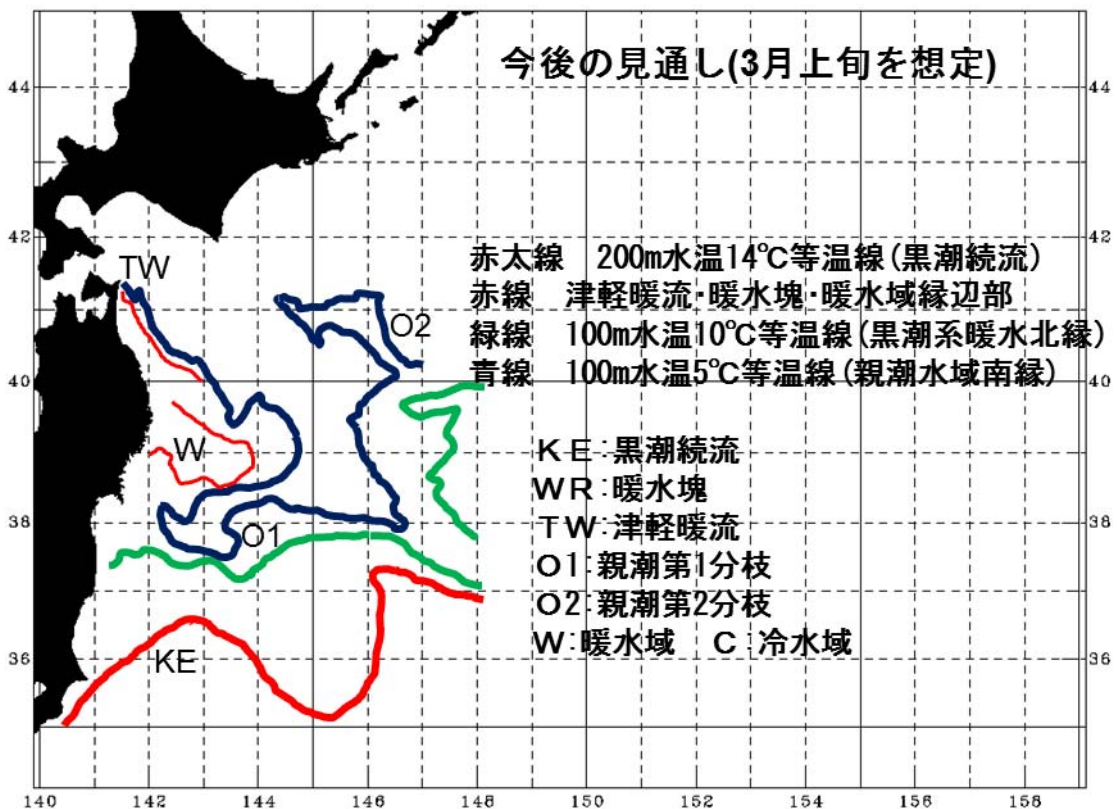 今後の見通し(3月上旬を想定)
44
44
42
42
TW
赤太線 200m水温14℃等温線(黒潮続流)
赤線 津軽暖流・暖水塊・暖水域縁辺部
O2
緑線 100m水温10℃等温線(黒潮系暖水北縁)
40
青線 100m水温5℃等温線(親潮水域南縁)
40
W
KE:黒潮続流
WR:暖水塊
38
O1
TW:津軽暖流
38
O1:親潮第1分枝
O2:親潮第2分枝
36
KE
W:暖水域 C:冷水域
36
140 142 144 146 148 150 152 154 156 158